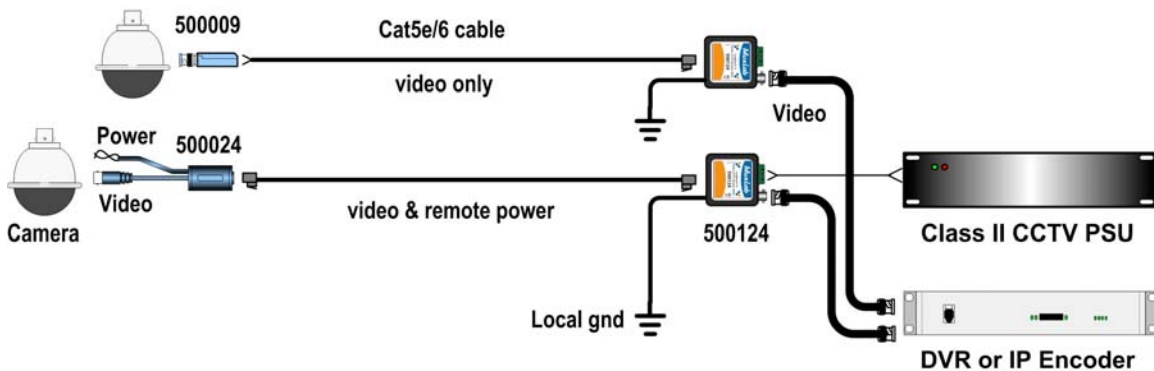 500009
Cat5e/6 cable
video only
Video
Power
500024
Video
Camera
video & remote power
500124
Class II CCTV PSU
Local gnd
DVR or IP Encoder